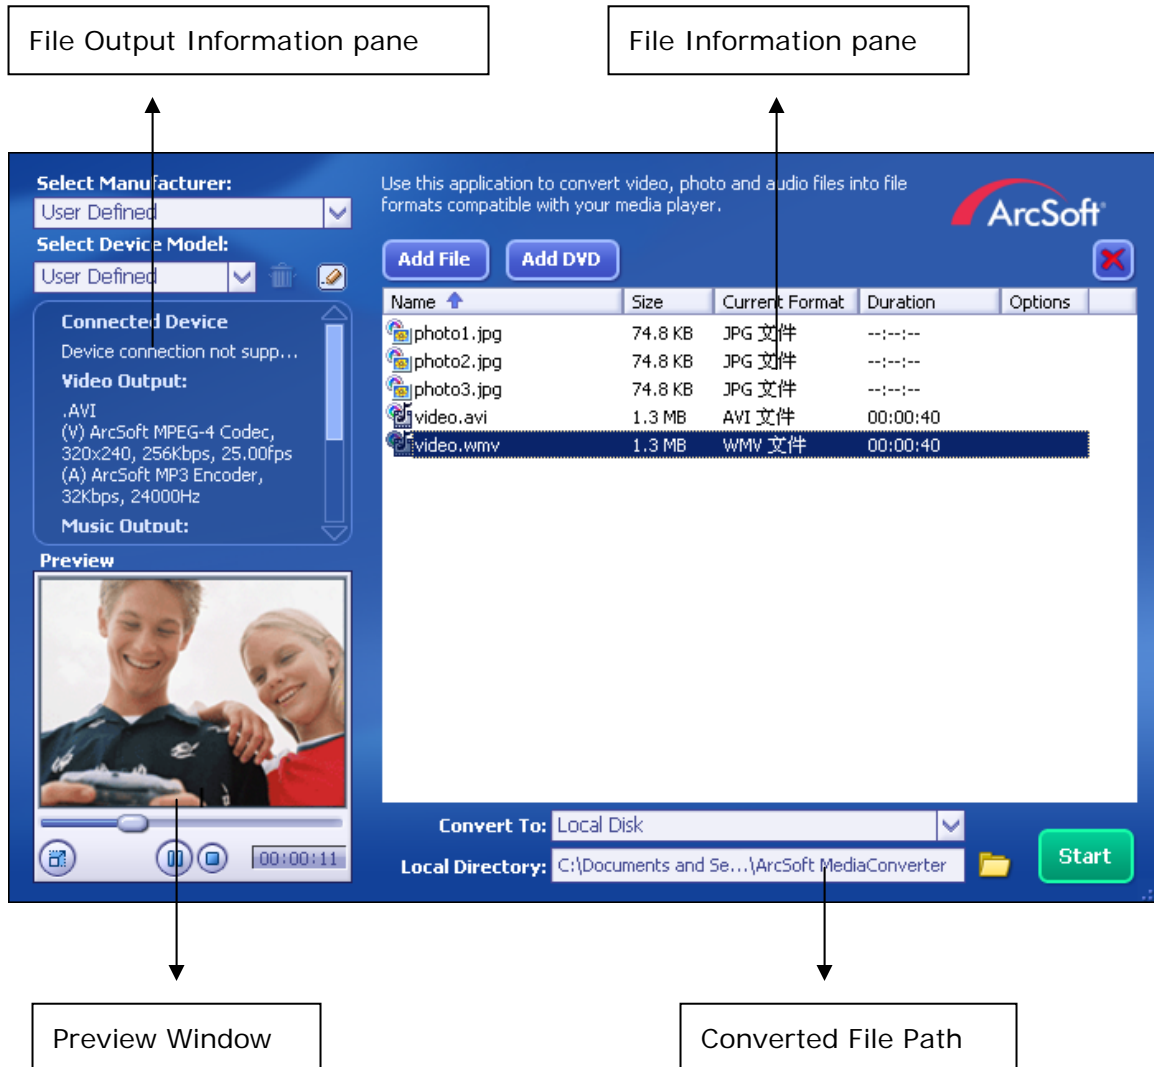 File Output Information pane
File Information pane
Select Manufacturer:
User Defined
Select Device Model:
User Defined
Connected Device
Device connection not supp...
Video Output:
.AVI
(V) ArcSoft MPEG-4 Codec,
320x240, 256Kbps, 25.00fps
(A) ArcSoft MP3 Encoder,
32Kbps, 24000Hz
Music Output:
Preview
00:00:11
Use this application to convert video, photo and audio files into file
formats compatible with your media player.
ArcSoft®
Add File Add DVD
Name Size Current Format Duration Options
photo1.jpg 74.8 KB JPG 文件 --:--:--
photo2.jpg 74.8 KB JPG 文件 --:--:--
photo3.jpg 74.8 KB JPG 文件 --:--:--
video.avi 1.3 MB AVI 文件 00:00:40
video.wmv 1.3 MB WMV 文件 00:00:40
Convert To: Local Disk
Local Directory: C:\Documents and Se...\ArcSoft MediaConverter
Start
Preview Window
Converted File Path